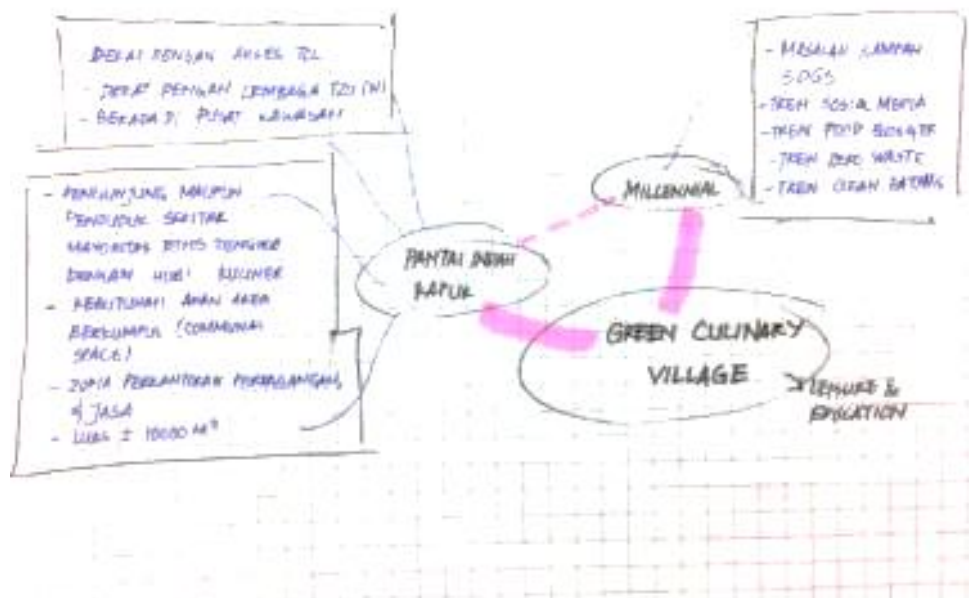 DEKAT DENGAN AKSES TOL
- DEKAT DENGAN LEMBAGA TZU CHI
- BERADA DI PUSAT KAWASAN
- PENGUNJUNG MAUPUN
PENDUDUK SEKITAR
MAYORITAS ETNIS TIONGHOA
DENGAN HOBI KULINER
- KEBUTUHAN AKAN AREA
BERKUMPUL (COMMUNAL
SPACE)
- ZONA PERKANTORAN PERDAGANGAN,
& JASA
- LUAS ± 10000 M²
PANTAI INDAH
KAPUK
MILLENNIAL
- MASALAH SAMPAH
SDGS
- TREN SOSIAL MEDIA
- TREN FOOD BLOGGER
- TREN ZERO WASTE
- TREN CLEAN EATING
GREEN CULINARY
VILLAGE
LEISURE &
EDUCATION